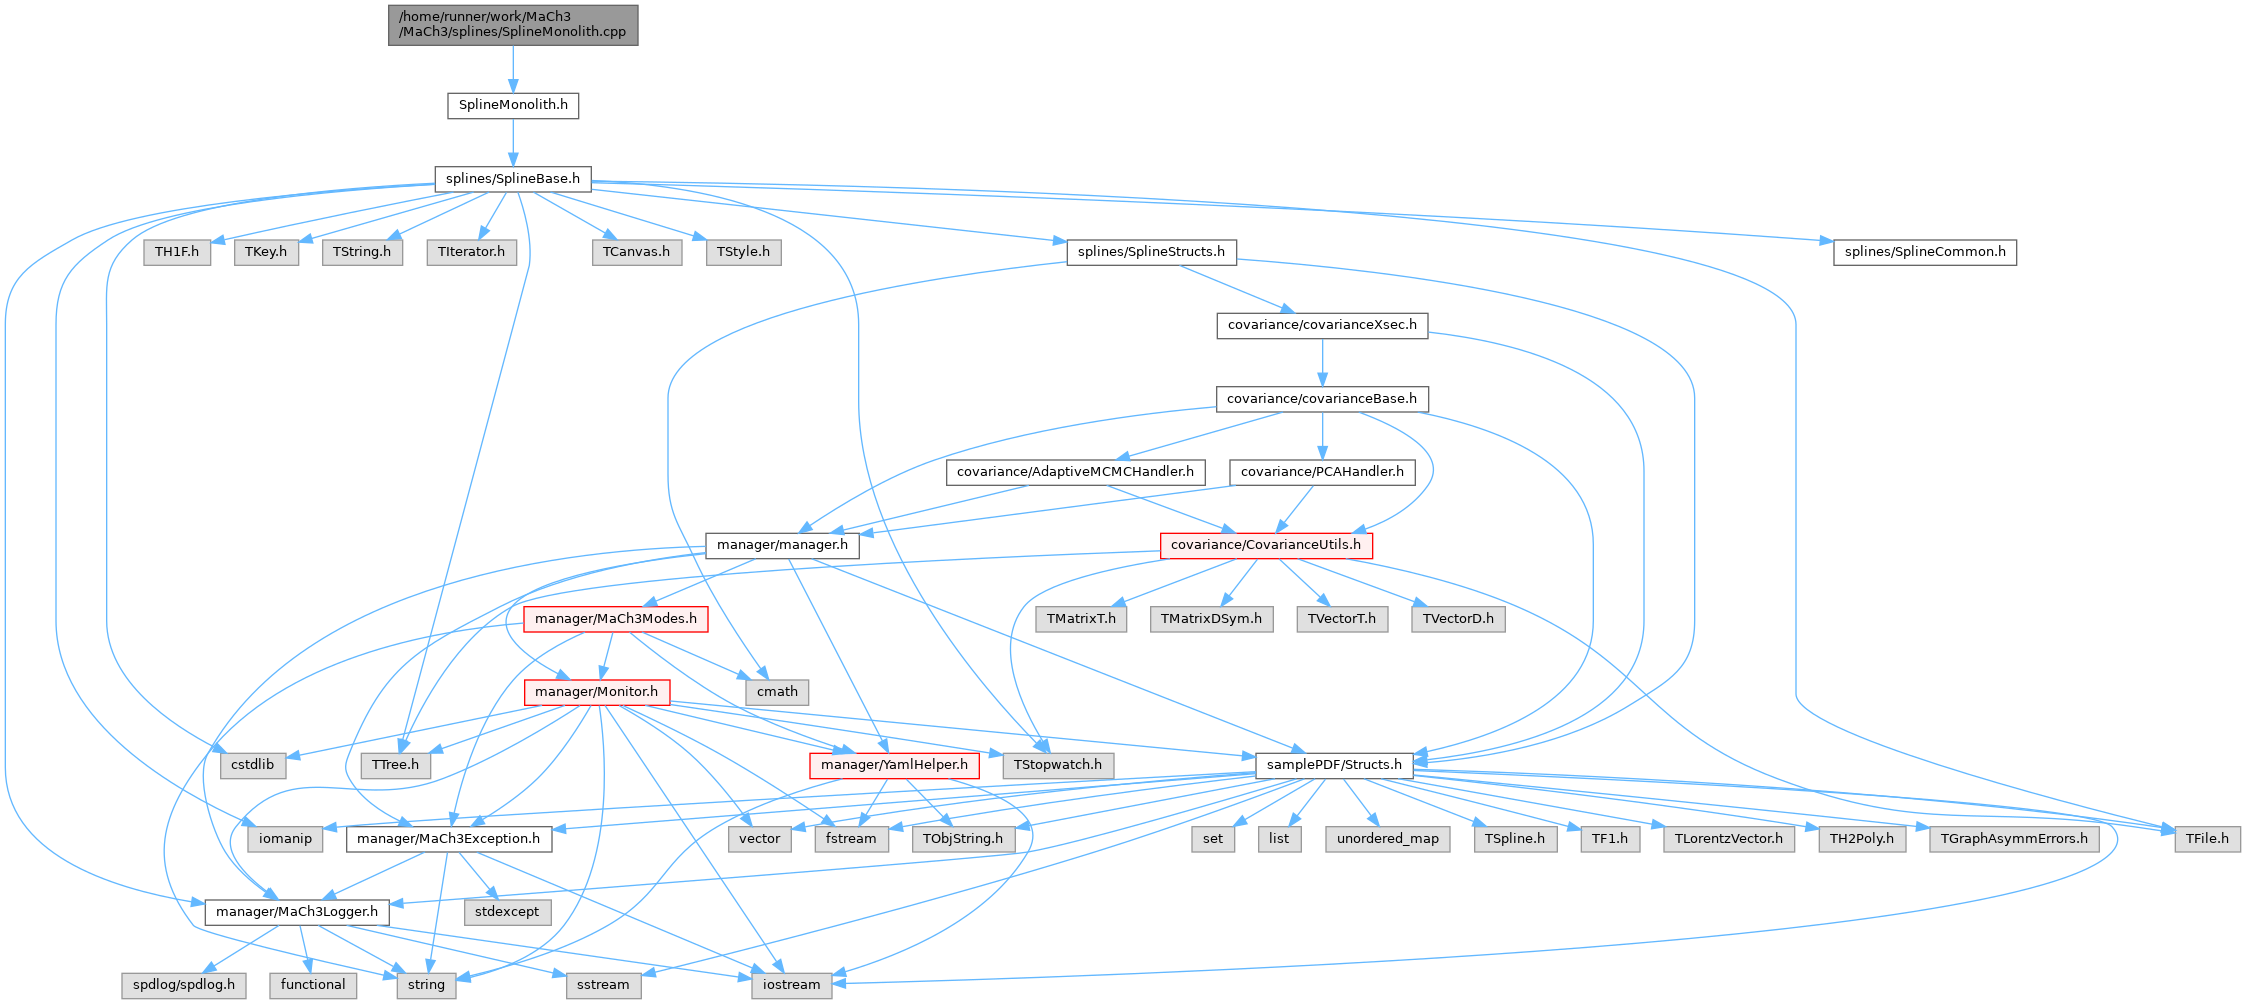 /home/runner/work/MaCh3
/MaCh3/splines/SplineMonolith.cpp
SplineMonolith.h
splines/SplineBase.h
TH1F.h
TKey.h
TString.h
TIterator.h
TCanvas.h
TStyle.h
splines/SplineStructs.h
splines/SplineCommon.h
covariance/covarianceXsec.h
covariance/covarianceBase.h
covariance/AdaptiveMCMCHandler.h
covariance/PCAHandler.h
manager/manager.h
covariance/CovarianceUtils.h
manager/MaCh3Modes.h
TMatrixT.h
TMatrixDSym.h
TVectorT.h
TVectorD.h
manager/Monitor.h
cmath
cstdlib
TTree.h
manager/YamlHelper.h
TStopwatch.h
samplePDF/Structs.h
iomanip
manager/MaCh3Exception.h
vector
fstream
TObjString.h
set
list
unordered_map
TSpline.h
TF1.h
TLorentzVector.h
TH2Poly.h
TGraphAsymmErrors.h
TFile.h
manager/MaCh3Logger.h
stdexcept
spdlog/spdlog.h
functional
string
sstream
iostream